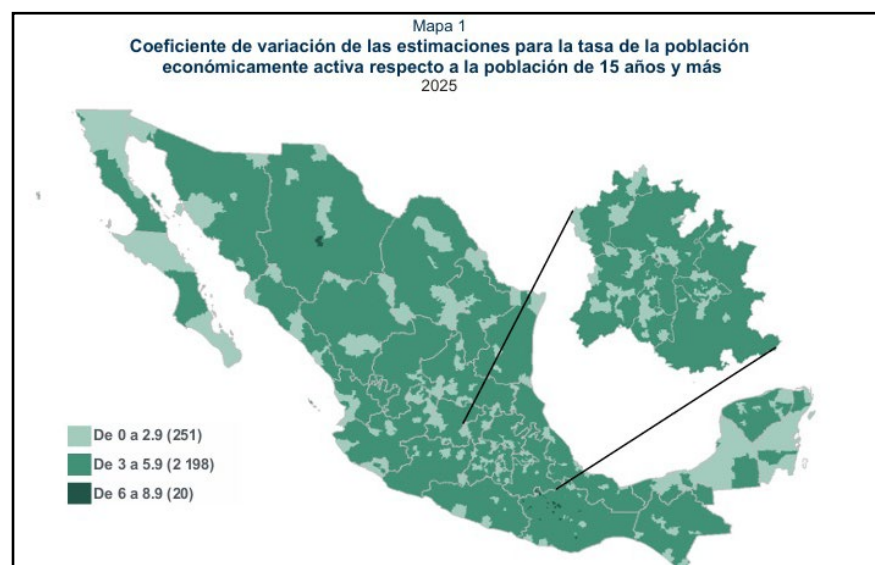 Mapa 1
Coeficiente de variación de las estimaciones para la tasa de la población
económicamente activa respecto a la población de 15 años y más
2025
De 0 a 2.9 (251)
De 3 a 5.9 (2 198)
De 6 a 8.9 (20)